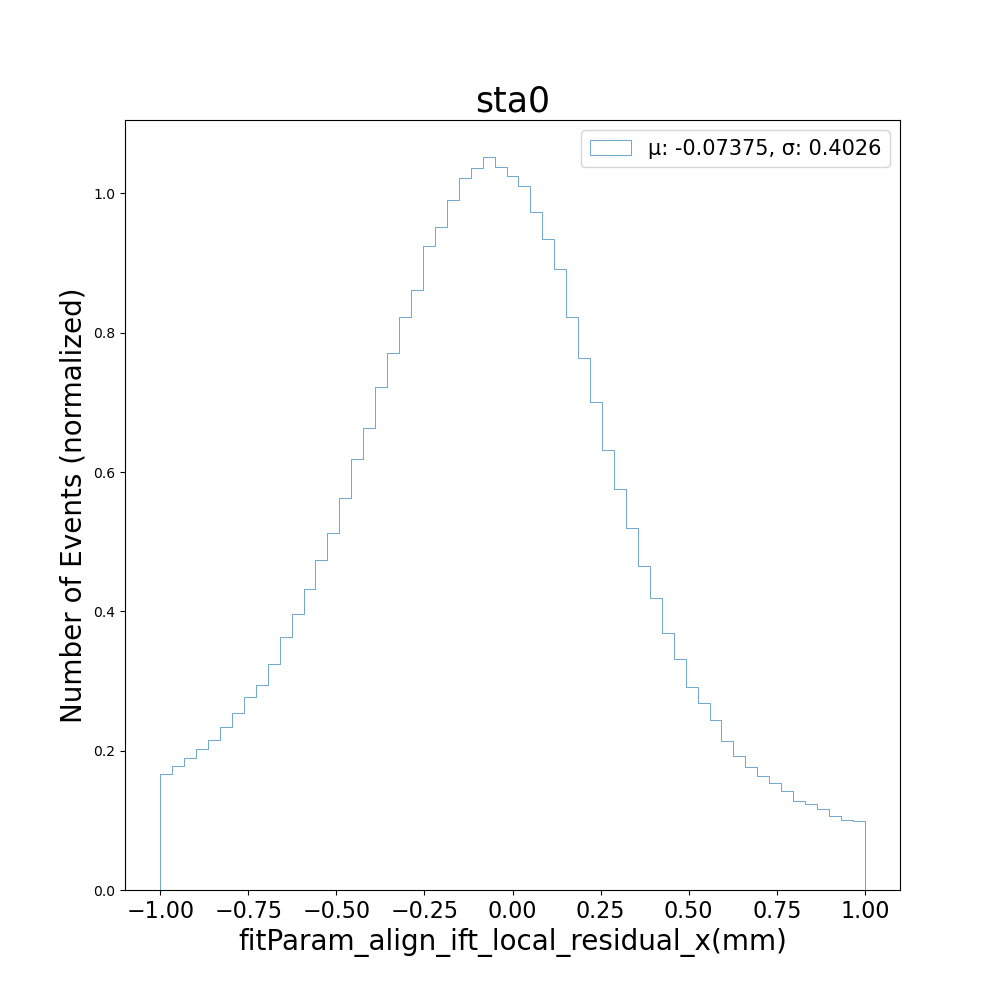 sta0
μ: -0.07375, σ: 0.4026
Number of Events (normalized)
1.0
0.8
0.6
0.4
0.2
0.0
−1.00 −0.75 −0.50 −0.25 0.00 0.25 0.50 0.75 1.00
fitParam_align_ift_local_residual_x(mm)